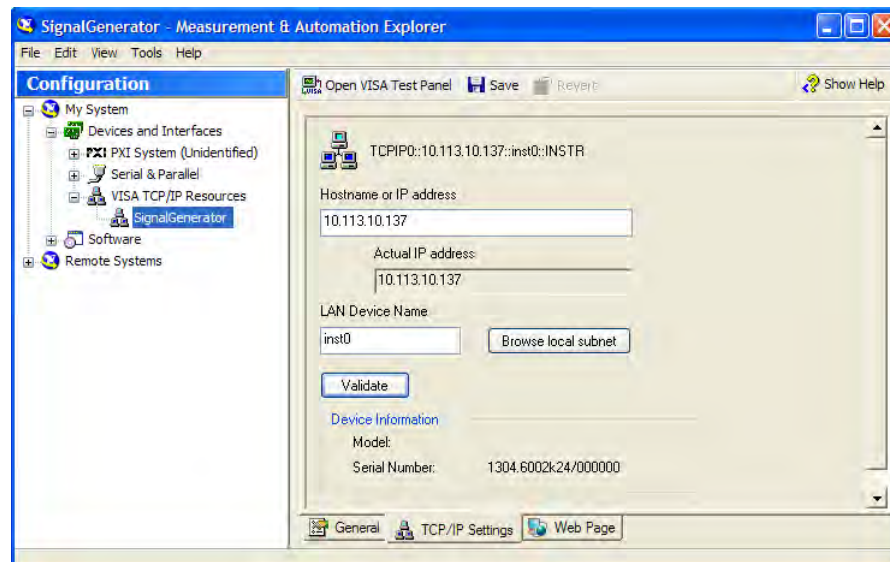 SignalGenerator - Measurement & Automation Explorer
File Edit View Tools Help
Configuration
My System
Devices and Interfaces
PXI PXI System (Unidentified)
Serial & Parallel
VISA TCP/IP Resources
SignalGenerator
Software
Remote Systems
Open VISA Test Panel Save Revert Show Help
TCPIP0::10.113.10.137::inst0::INSTR
Hostname or IP address
10.113.10.137
Actual IP address
10.113.10.137
LAN Device Name
inst0 Browse local subnet
Validate
Device Information
Model:
Serial Number: 1304.6002k24/000000
General TCP/IP Settings Web Page